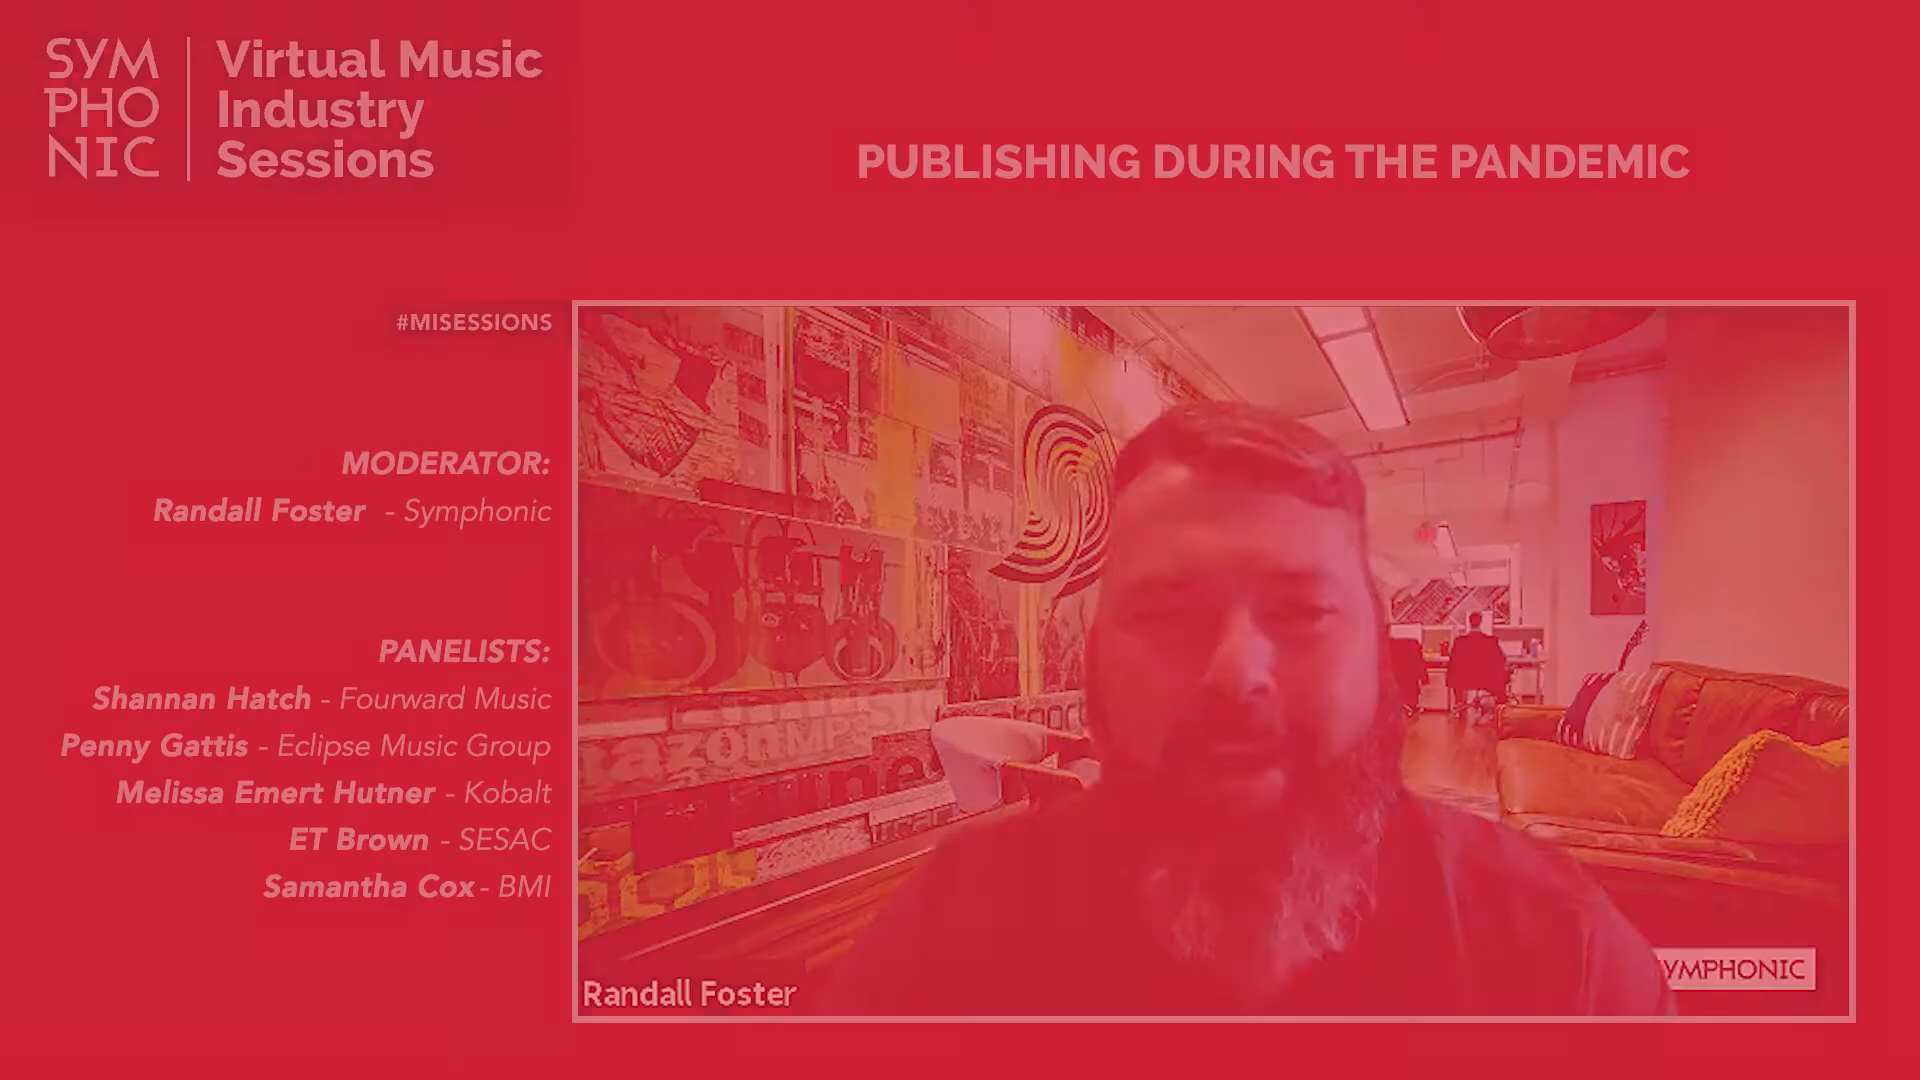 SYM
PHO
NIC
Virtual Music
Industry
Sessions
PUBLISHING DURING THE PANDEMIC
#MISESSIONS
MODERATOR:
Randall Foster - Symphonic
PANELISTS:
Shannan Hatch - Fourward Music
Penny Gattis - Eclipse Music Group
Melissa Emert Hutner - Kobalt
ET Brown - SESAC
Samantha Cox - BMI
music
azonMP3
Randall Foster
YMPHONIC